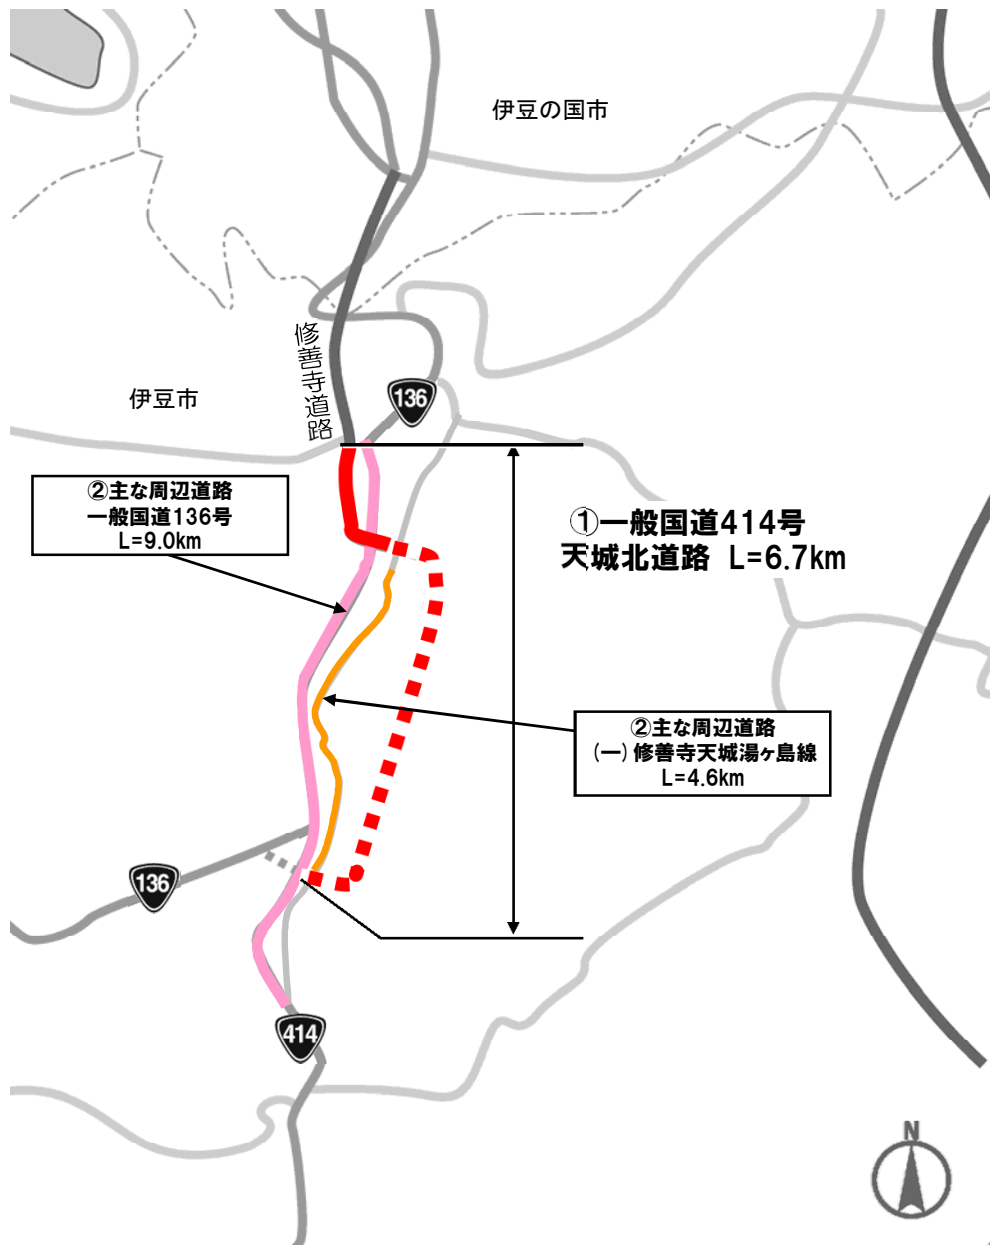 伊豆の国市
修善寺道路
伊豆市
136
②主な周辺道路
一般国道136号
L=9.0km
①一般国道414号
天城北道路 L=6.7km
②主な周辺道路
(一)修善寺天城湯ヶ島線
L=4.6km
136
414
N